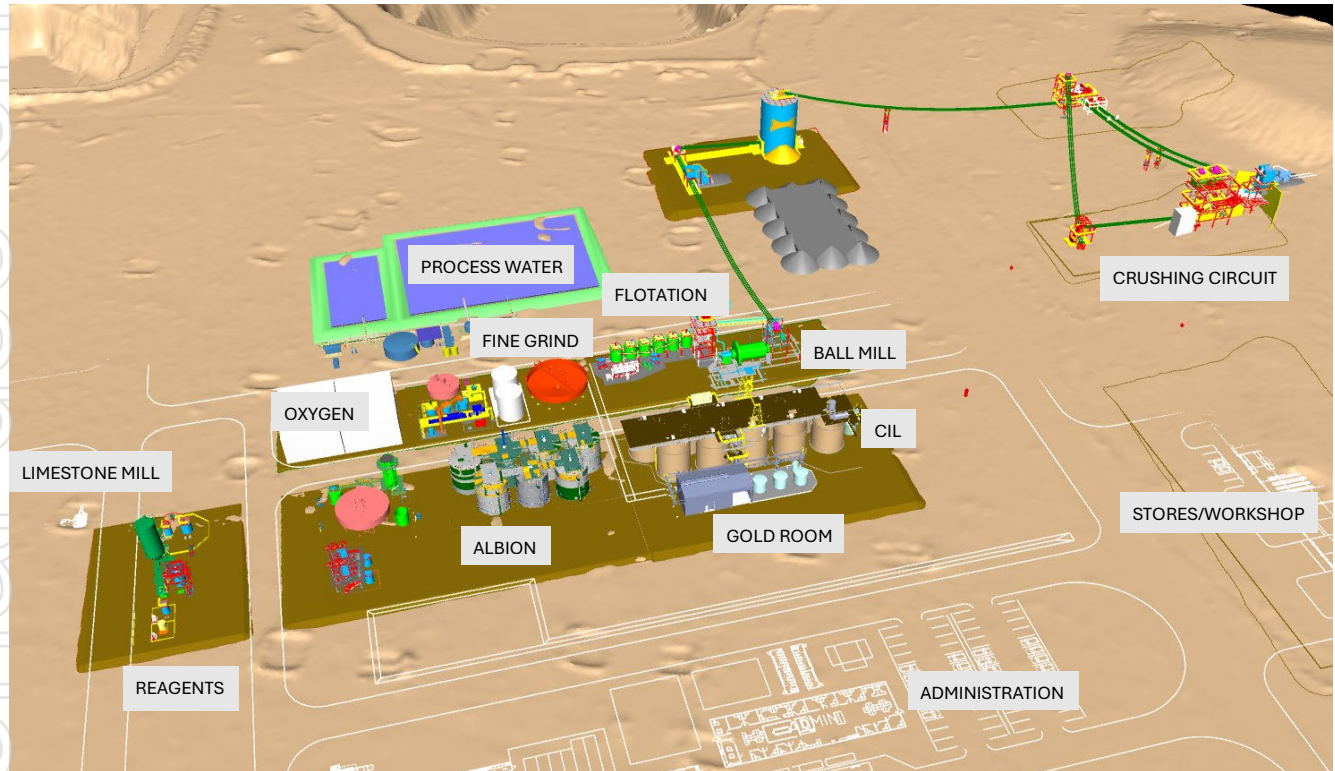 PROCESS WATER
CRUSHING CIRCUIT
FLOTATION
FINE GRIND
BALL MILL
OXYGEN
CIL
LIMESTONE MILL
STORES/WORKSHOP
GOLD ROOM
ALBION
REAGENTS
ADMINISTRATION